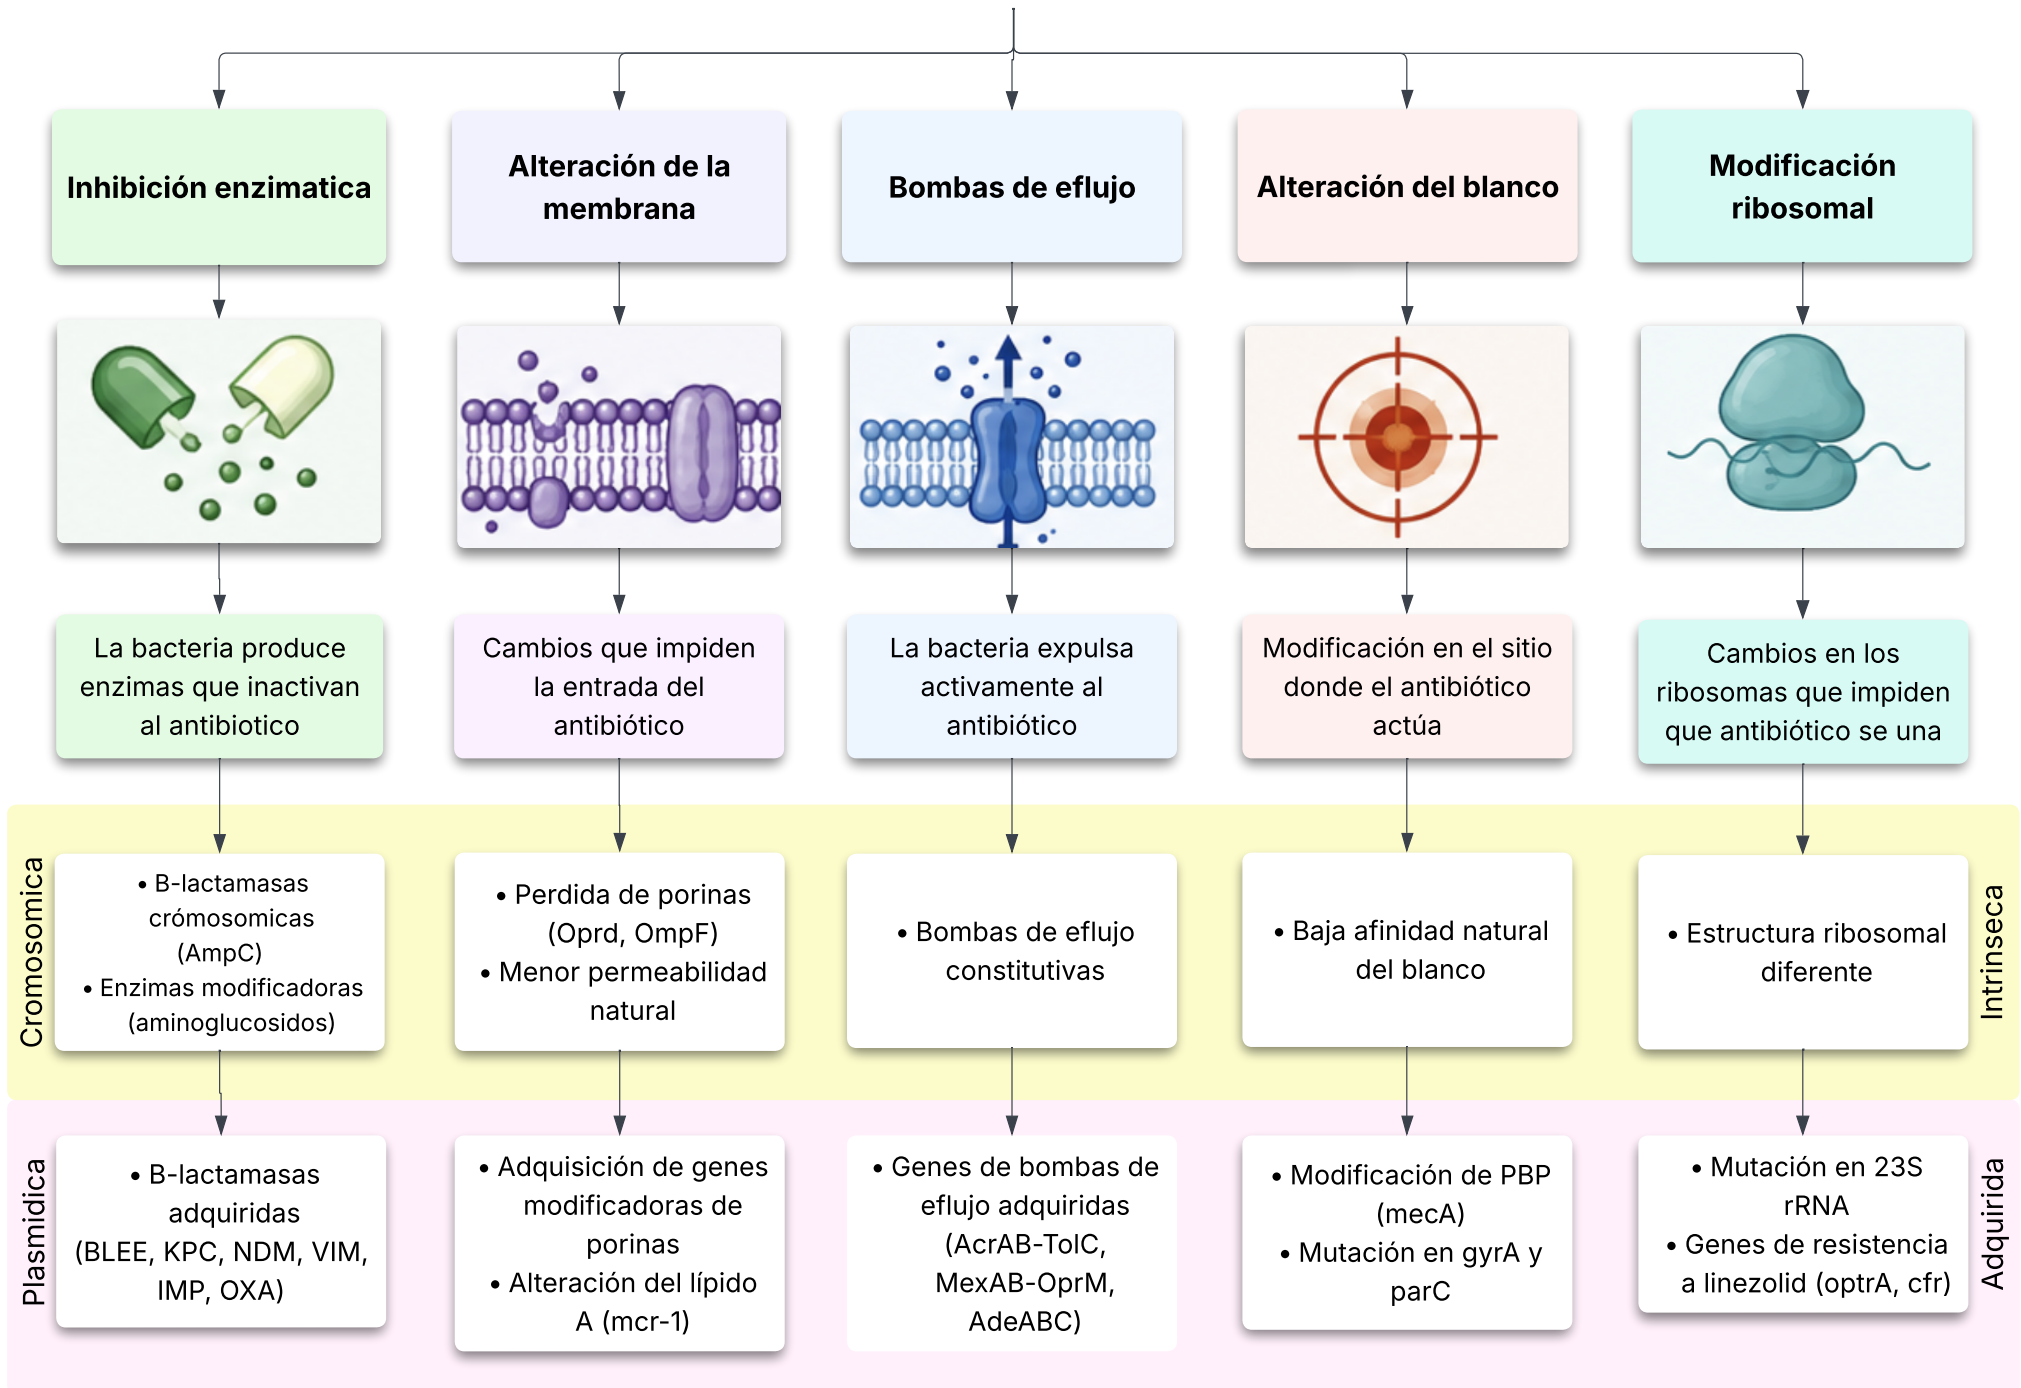 Inhibición enzimatica
Alteración de la
membrana
Bombas de eflujo
Alteración del blanco
Modificación
ribosomal
La bacteria produce
enzimas que inactivan
al antibiotico
Cambios que impiden
la entrada del
antibiótico
La bacteria expulsa
activamente al
antibiótico
Modificación en el sitio
donde el antibiótico
actúa
Cambios en los
ribosomas que impiden
que antibiótico se una
Cromosomica
• B-lactamasas
crómosomicas
(AmpC)
• Enzimas modificadoras
(aminoglucosidos)
• Perdida de porinas
(Oprd, OmpF)
• Menor permeabilidad
natural
• Bombas de eflujo
constitutivas
• Baja afinidad natural
del blanco
• Estructura ribosomal
diferente
Intrinseca
Plasmidica
• B-lactamasas
adquiridas
(BLEE, KPC, NDM, VIM,
IMP, OXA)
• Adquisición de genes
modificadoras de
porinas
• Alteración del lípido
A (mcr-1)
• Genes de bombas de
eflujo adquiridas
(AcrAB-TolC,
MexAB-OprM,
AdeABC)
• Modificación de PBP
(mecA)
• Mutación en gyrA y
parC
• Mutación en 23S
rRNA
• Genes de resistencia
a linezolid (optrA, cfr)
Adquirida